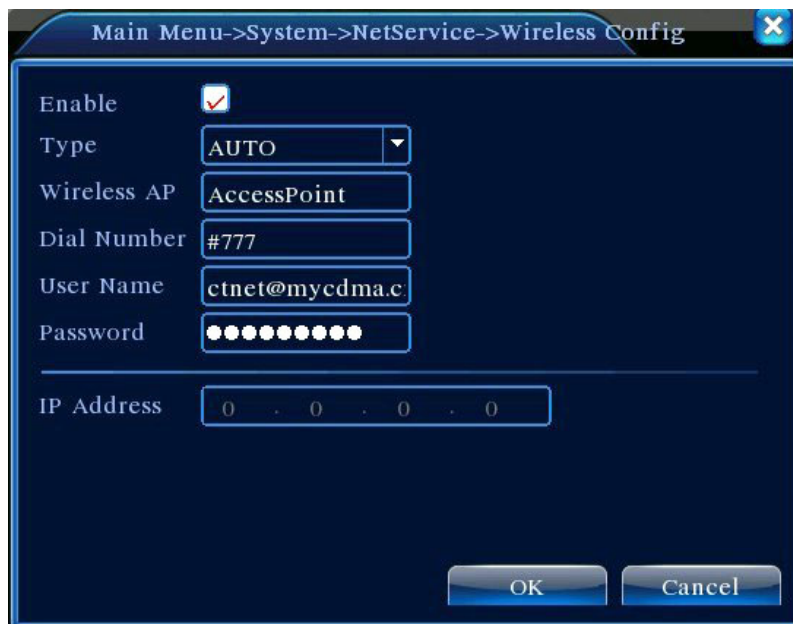 Main Menu->System->NetService->Wireless Config
Enable
Type AUTO
Wireless AP AccessPoint
Dial Number #777
User Name ctnet@mycdma.c
Password ●●●●●●●●●
IP Address 0 . 0 . 0 . 0
OK Cancel